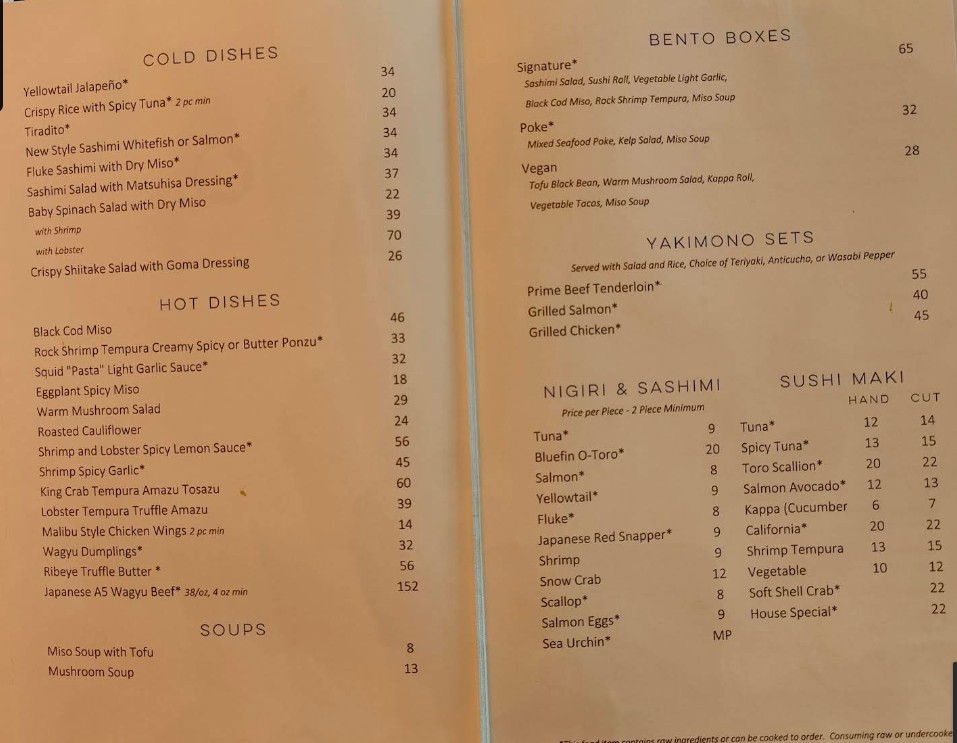 COLD DISHES
Yellowtail Jalapeño* 34
Crispy Rice with Spicy Tuna* 2 pc min 20
Tiradito* 34
New Style Sashimi Whitefish or Salmon* 34
Fluke Sashimi with Dry Miso* 34
Sashimi Salad with Matsuhisa Dressing* 37
Baby Spinach Salad with Dry Miso 22
with Shrimp 39
with Lobster 70
Crispy Shiitake Salad with Goma Dressing 26
HOT DISHES
Black Cod Miso 46
Rock Shrimp Tempura Creamy Spicy or Butter Ponzu* 33
Squid "Pasta" Light Garlic Sauce* 32
Eggplant Spicy Miso 18
Warm Mushroom Salad 29
Roasted Cauliflower 24
Shrimp and Lobster Spicy Lemon Sauce* 56
Shrimp Spicy Garlic* 45
King Crab Tempura Amazu Tosazu 60
Lobster Tempura Truffle Amazu 39
Malibu Style Chicken Wings 2 pc min 14
Wagyu Dumplings* 32
Ribeye Truffle Butter * 56
Japanese A5 Wagyu Beef* 38/oz, 4 oz min 152
SOUPS
Miso Soup with Tofu 8
Mushroom Soup 13
BENTO BOXES
Signature* 65
Sashimi Salad, Sushi Roll, Vegetable Light Garlic,
Black Cod Miso, Rock Shrimp Tempura, Miso Soup
Poke* 32
Mixed Seafood Poke, Kelp Salad, Miso Soup
Vegan 28
Tofu Black Bean, Warm Mushroom Salad, Kappa Roll,
Vegetable Tacos, Miso Soup
YAKIMONO SETS
Served with Salad and Rice, Choice of Teriyaki, Anticucho, or Wasabi Pepper
Prime Beef Tenderloin* 55
Grilled Salmon* 40
Grilled Chicken* 45
NIGIRI & SASHIMI
Price per Piece - 2 Piece Minimum
Tuna* 9
Bluefin O-Toro* 20
Salmon* 8
Yellowtail* 9
Fluke* 8
Japanese Red Snapper* 9
Shrimp 9
Snow Crab 12
Scallop* 8
Salmon Eggs* 9
Sea Urchin* MP
SUSHI MAKI
HAND CUT
Tuna* 12 14
Spicy Tuna* 13 15
Toro Scallion* 20 22
Salmon Avocado* 12 13
Kappa (Cucumber 6 7
California* 20 22
Shrimp Tempura 13 15
Vegetable 10 12
Soft Shell Crab* 22
House Special* 22
contains raw ingredients or can be cooked to order. Consuming raw or undercooke